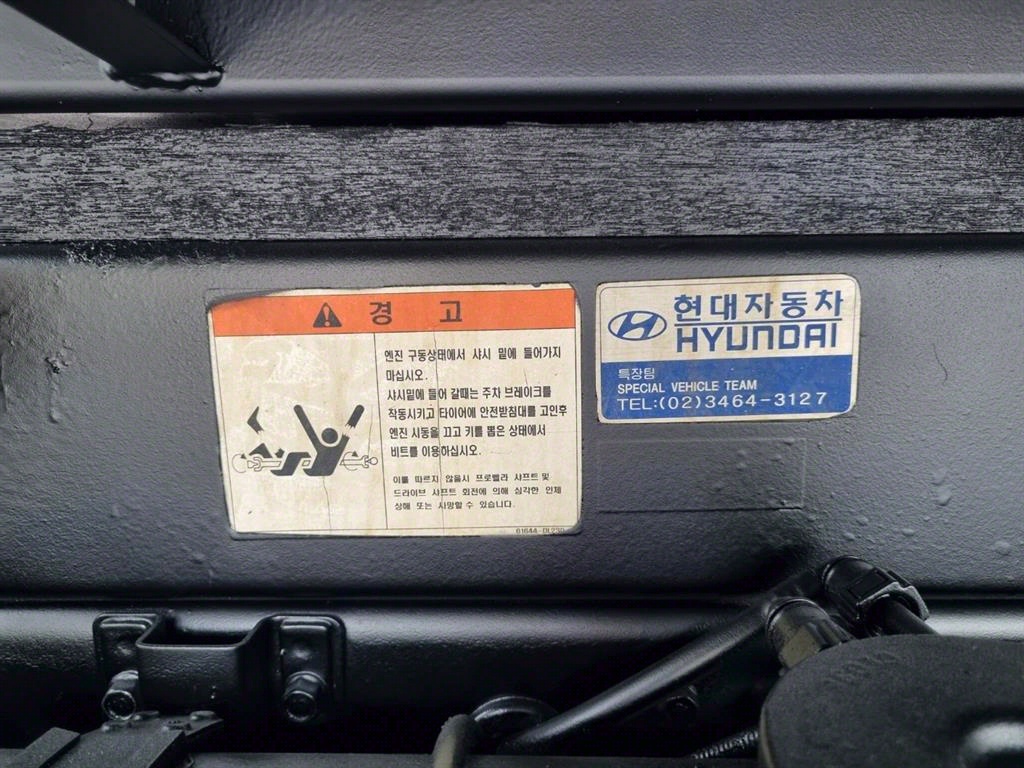 경 고
엔진 구동상태에서 샤시 밑에 들어가지
마십시오.
샤시밑에 들어 갈때는 주차 브레이크를
작동시키고 타이어에 안전받침대를 고인후
엔진 시동을 끄고 키를 뽑은 상태에서
비트를 이용하십시오.
이를 따르지 않을시 프로펠라 샤프트 및
드라이브 샤프트 회전에 의해 심각한 인체
상해 또는 사망할 수 있습니다.
현대자동차
HYUNDAI
특장팀
SPECIAL VEHICLE TEAM
TEL:(02)3464-3127